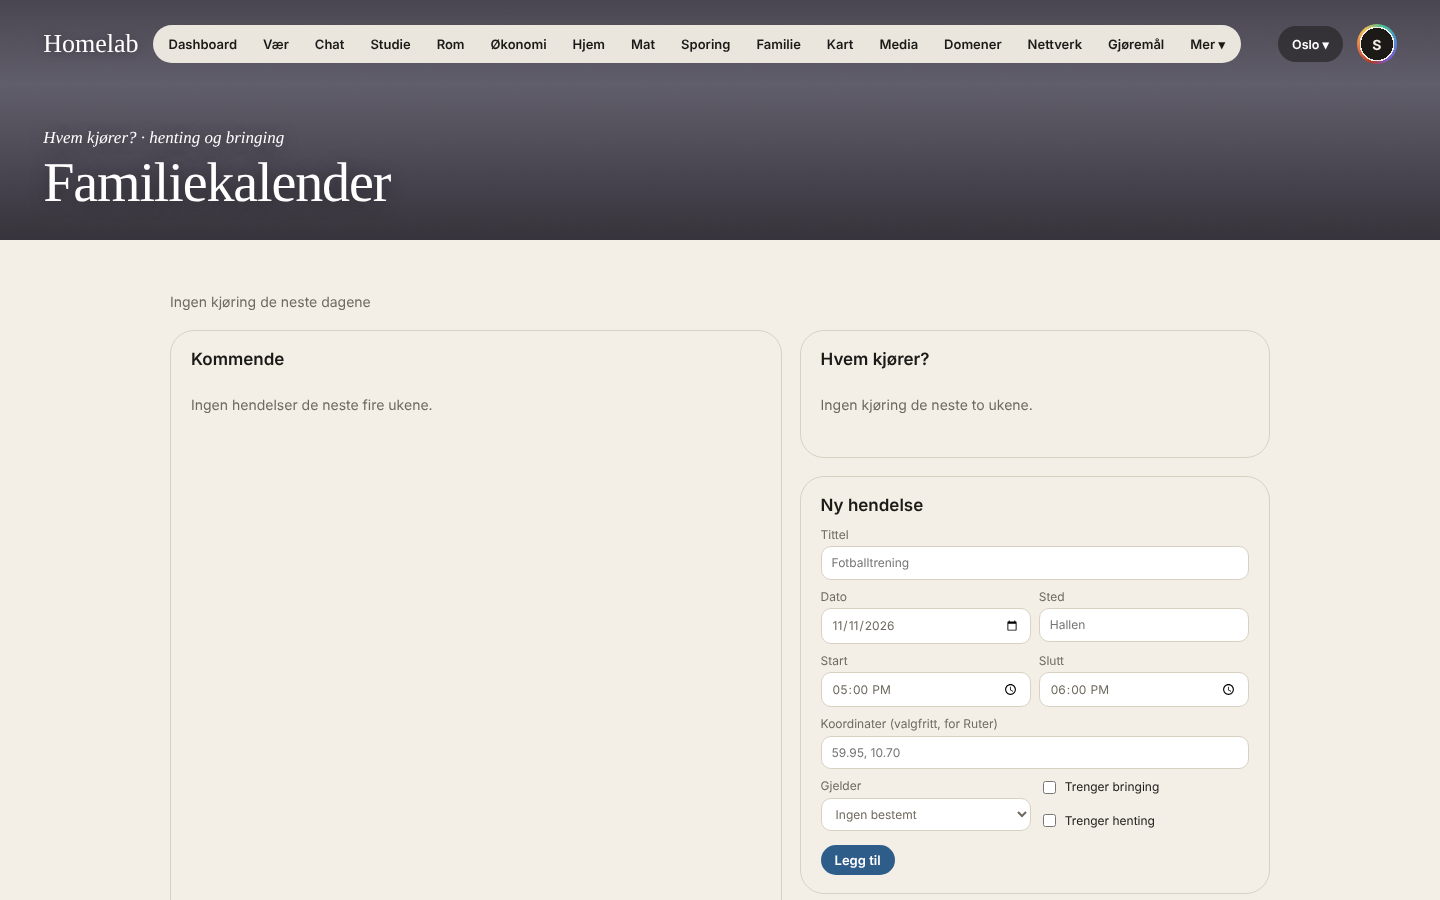 Homelab
Dashboard Vær Chat Studie Rom Økonomi Hjem Mat Sporing Familie Kart Media Domener Nettverk Gjøremål Mer ▾
Oslo ▾
S
Hvem kjører? · henting og bringing
Familiekalender
Ingen kjøring de neste dagene
Kommende
Ingen hendelser de neste fire ukene.
Hvem kjører?
Ingen kjøring de neste to ukene.
Ny hendelse
Tittel
Fotballtrening
Dato Sted
11/11/2026 Hallen
Start Slutt
05:00 PM 06:00 PM
Koordinater (valgfritt, for Ruter)
59.95, 10.70
Gjelder
Ingen bestemt
Trenger bringing
Trenger henting
Legg til